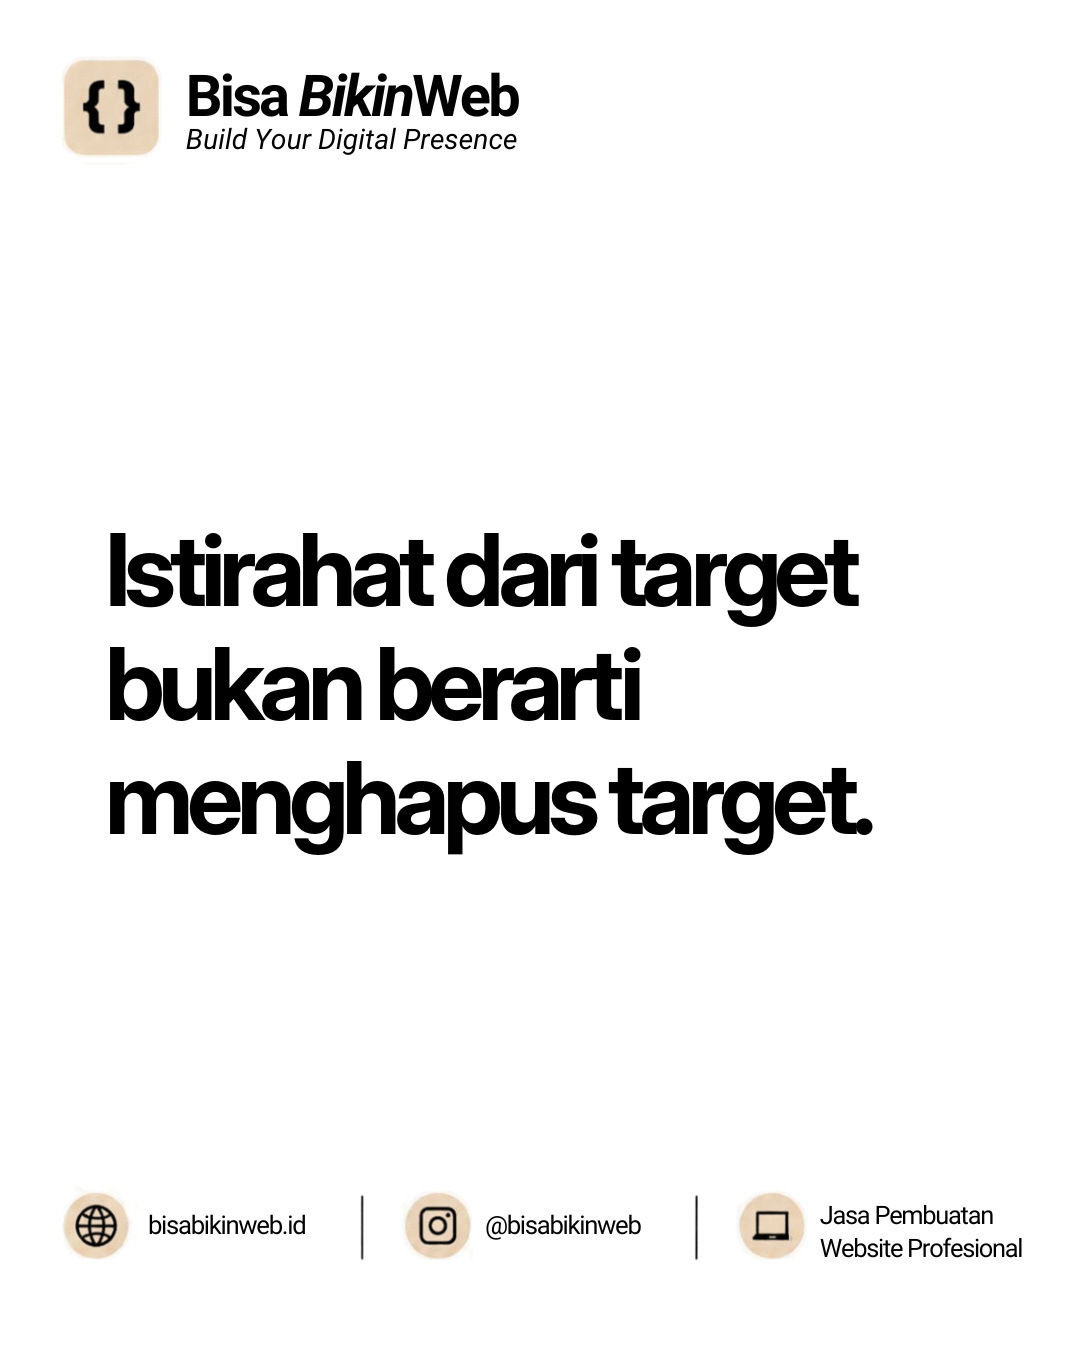 { }
Bisa BikinWeb
Build Your Digital Presence
Istirahat dari target
bukan berarti
menghapus target.
bisabikinweb.id
@bisabikinweb
Jasa Pembuatan
Website Profesional